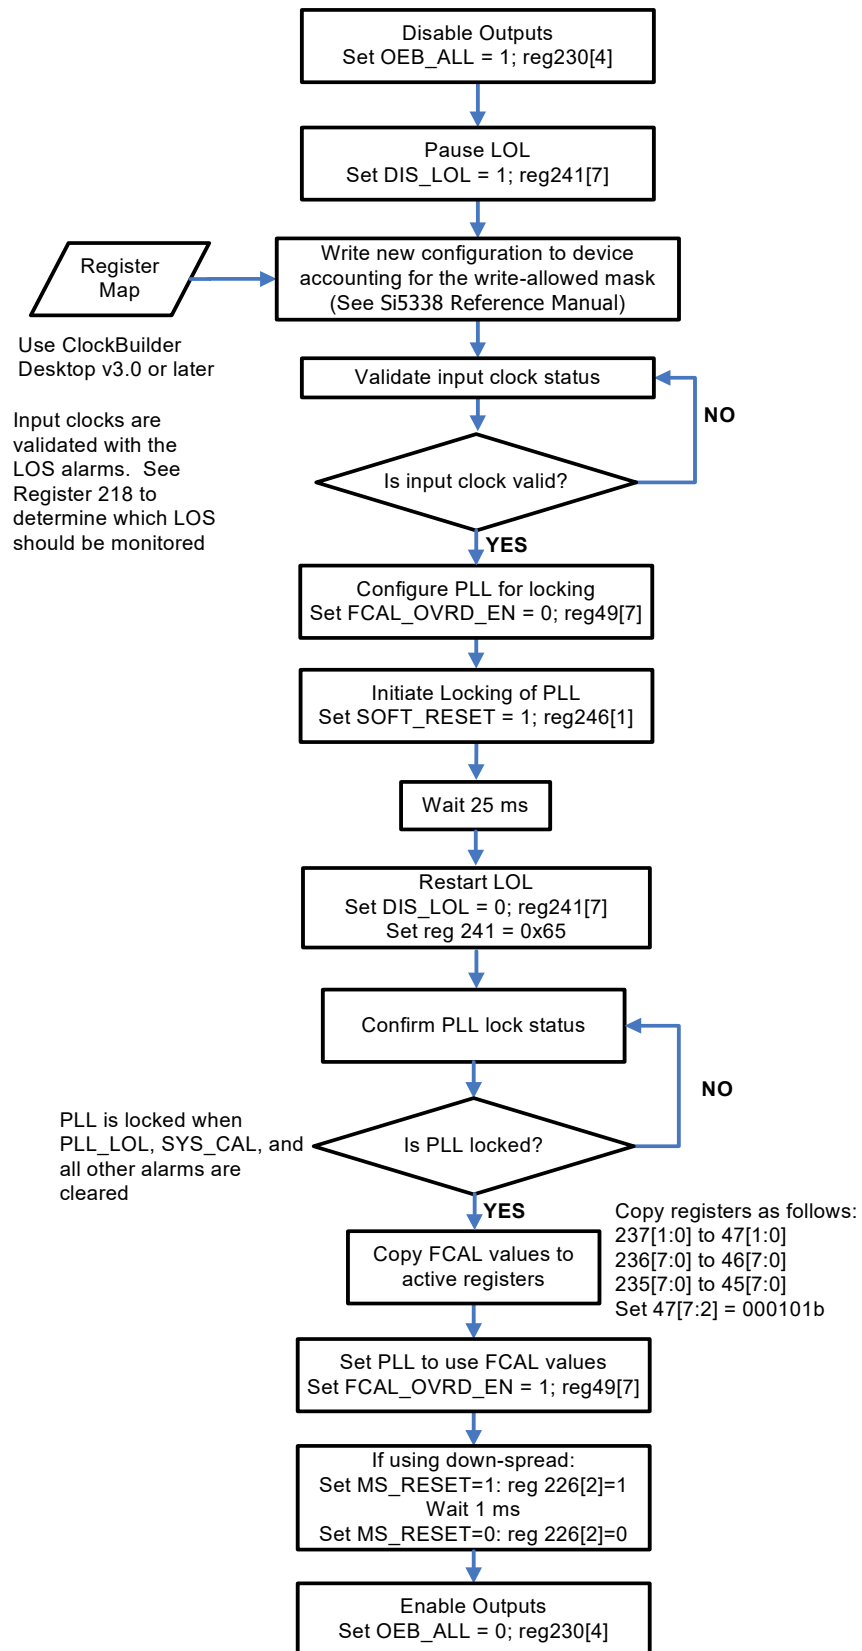 Disable Outputs
Set OEB_ALL = 1; reg230[4]
Pause LOL
Set DIS_LOL = 1; reg241[7]
Register
Map
Write new configuration to device
accounting for the write-allowed mask
(See Si5338 Reference Manual)
Use ClockBuilder
Desktop v3.0 or later
Validate input clock status
NO
Input clocks are
validated with the
LOS alarms. See
Register 218 to
determine which LOS
should be monitored
Is input clock valid?
YES
Configure PLL for locking
Set FCAL_OVRD_EN = 0; reg49[7]
Initiate Locking of PLL
Set SOFT_RESET = 1; reg246[1]
Wait 25 ms
Restart LOL
Set DIS_LOL = 0; reg241[7]
Set reg 241 = 0x65
Confirm PLL lock status
NO
PLL is locked when
PLL_LOL, SYS_CAL, and
all other alarms are
cleared
Is PLL locked?
YES
Copy FCAL values to
active registers
Copy registers as follows:
237[1:0] to 47[1:0]
236[7:0] to 46[7:0]
235[7:0] to 45[7:0]
Set 47[7:2] = 000101b
Set PLL to use FCAL values
Set FCAL_OVRD_EN = 1; reg49[7]
If using down-spread:
Set MS_RESET=1: reg 226[2]=1
Wait 1 ms
Set MS_RESET=0: reg 226[2]=0
Enable Outputs
Set OEB_ALL = 0; reg230[4]